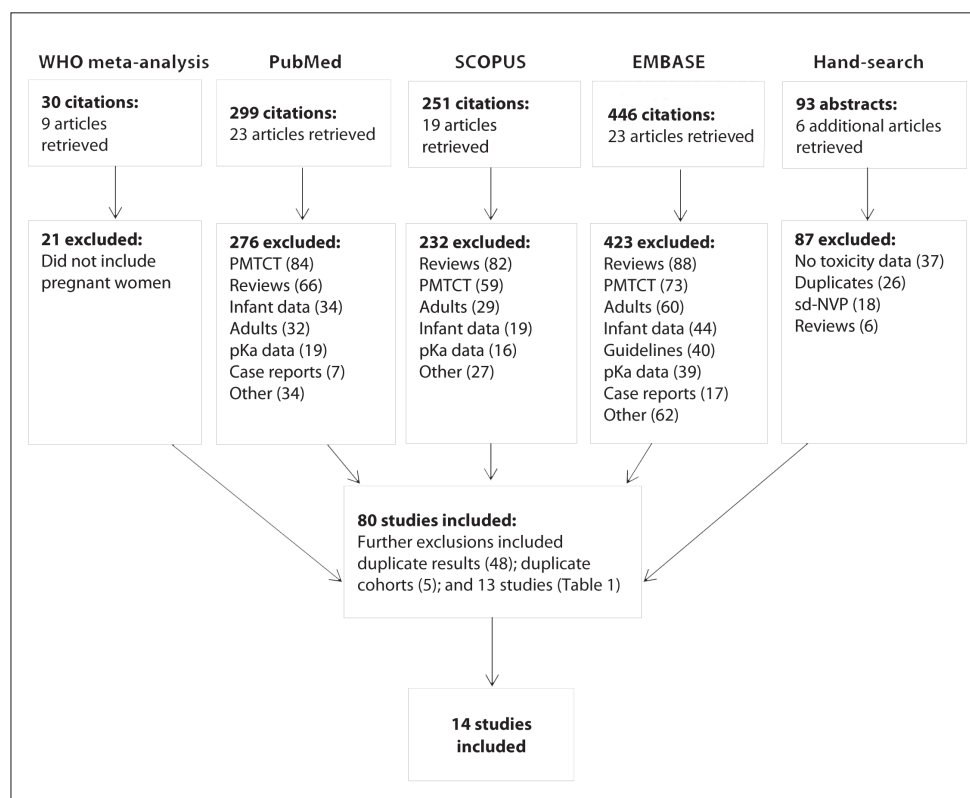 WHO meta-analysis
30 citations:
9 articles
retrieved
21 excluded:
Did not include
pregnant women
PubMed
299 citations:
23 articles retrieved
276 excluded:
PMTCT (84)
Reviews (66)
Infant data (34)
Adults (32)
pKa data (19)
Case reports (7)
Other (34)
SCOPUS
251 citations:
19 articles
retrieved
232 excluded:
Reviews (82)
PMTCT (59)
Adults (29)
Infant data (19)
pKa data (16)
Other (27)
EMBASE
446 citations:
23 articles retrieved
423 excluded:
Reviews (88)
PMTCT (73)
Adults (60)
Infant data (44)
Guidelines (40)
pKa data (39)
Case reports (17)
Other (62)
Hand-search
93 abstracts:
6 additional articles
retrieved
87 excluded:
No toxicity data (37)
Duplicates (26)
sd-NVP (18)
Reviews (6)
80 studies included:
Further exclusions included
duplicate results (48); duplicate
cohorts (5); and 13 studies (Table 1)
14 studies
included